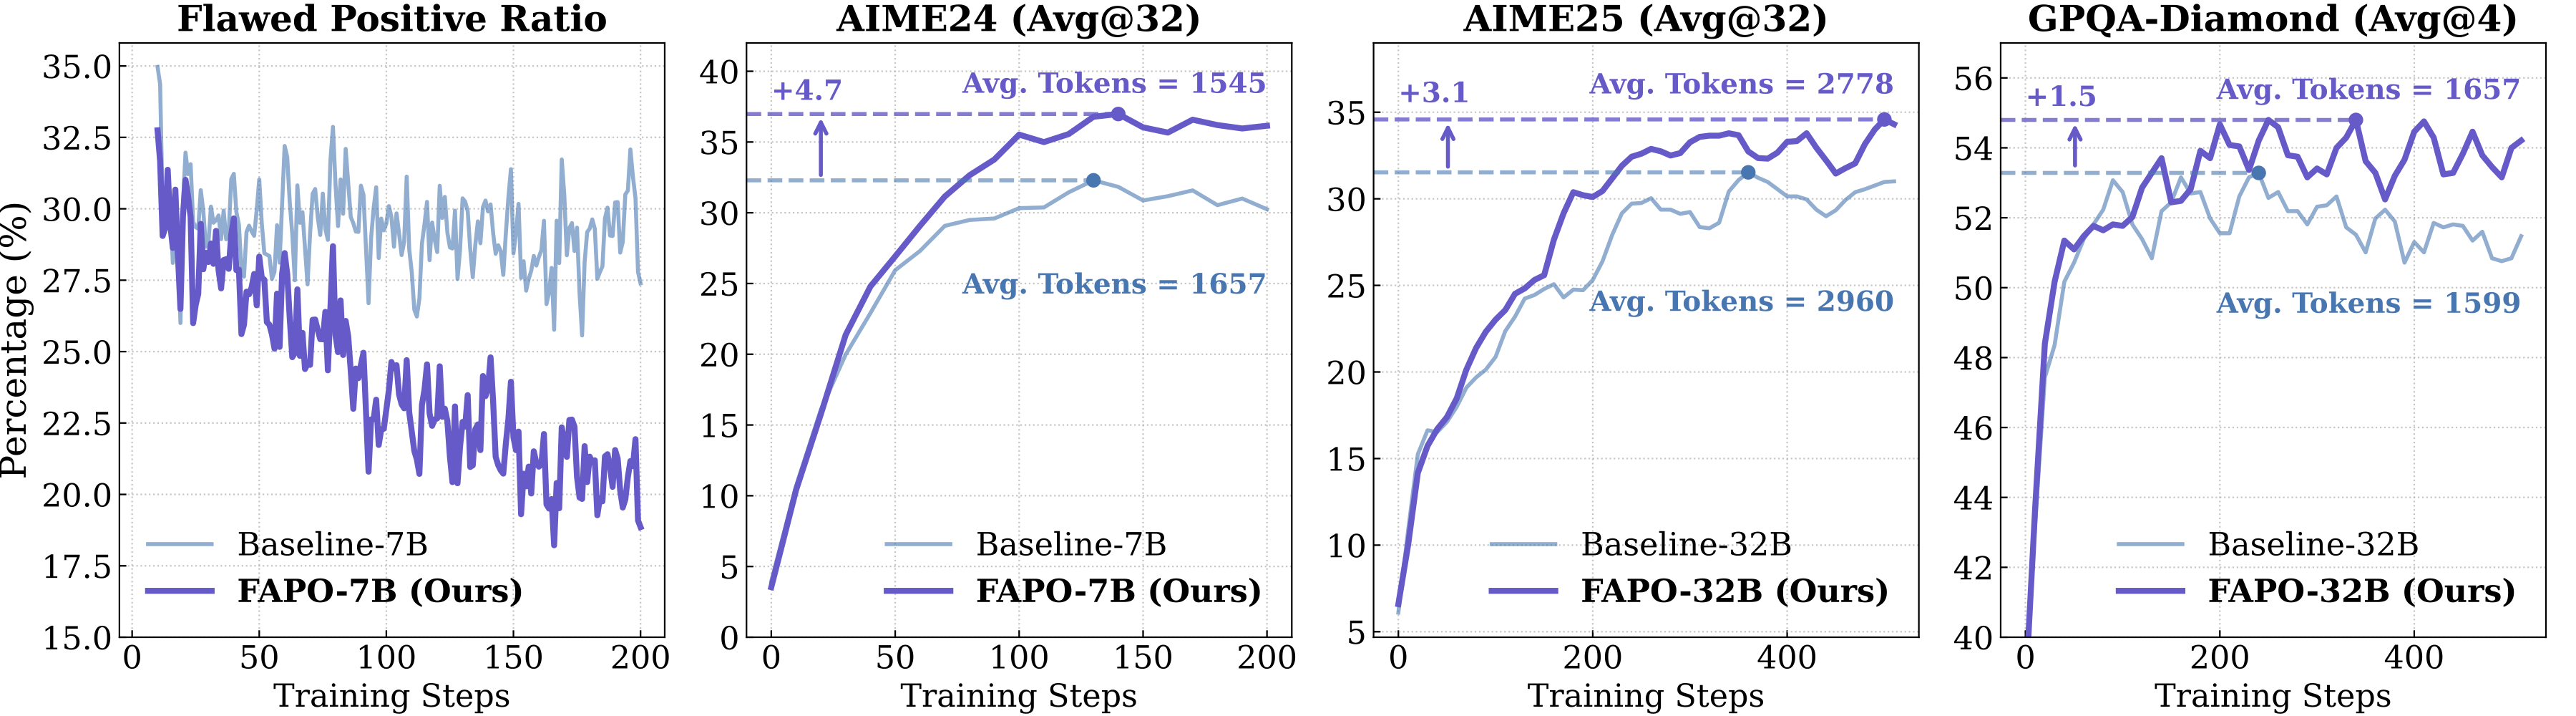 Flawed Positive Ratio
Percentage (%)
35.0
32.5
30.0
27.5
25.0
22.5
20.0
17.5
15.0
Baseline-7B
FAPO-7B (Ours)
0 50 100 150 200
Training Steps
AIME24 (Avg@32)
40
35
30
25
20
15
10
5
0
+4.7
Avg. Tokens = 1545
Avg. Tokens = 1657
Baseline-7B
FAPO-7B (Ours)
0 50 100 150 200
Training Steps
AIME25 (Avg@32)
35
30
25
20
15
10
5
+3.1
Avg. Tokens = 2778
Avg. Tokens = 2960
Baseline-32B
FAPO-32B (Ours)
0 200 400
Training Steps
GPQA-Diamond (Avg@4)
56
54
52
50
48
46
44
42
40
+1.5
Avg. Tokens = 1657
Avg. Tokens = 1599
Baseline-32B
FAPO-32B (Ours)
0 200 400
Training Steps